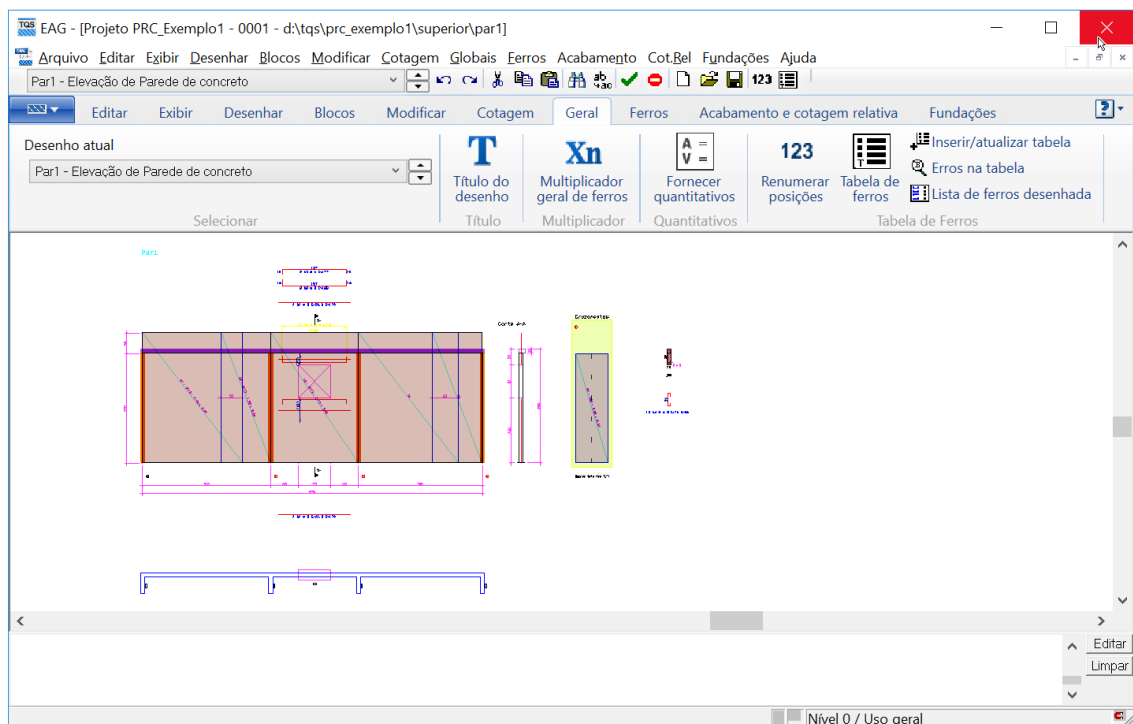 TQS EAG - [Projeto PRC_Exemplo1 - 0001 - d:\tqs\prc_exemplo1\superior\par1]
Arquivo Editar Exibir Desenhar Blocos Modificar Cotagem Globais Ferros Acabamento Cot.Rel Fundações Ajuda
Par1 - Elevação de Parede de concreto
ab
ac
123
Editar Exibir Desenhar Blocos Modificar Cotagem Geral Ferros Acabamento e cotagem relativa Fundações
Desenho atual
Par1 - Elevação de Parede de concreto
Selecionar
T
Título do
desenho
Título
Xn
Multiplicador
geral de ferros
Multiplicador
A =
V =
Fornecer
quantitativos
Quantitativos
123
Renumerar
posições
Tabela de
ferros
Inserir/atualizar tabela
Erros na tabela
Lista de ferros desenhada
Tabela de Ferros
Par1
Corte A-A
Editar
Limpar
Nível 0 / Uso geral